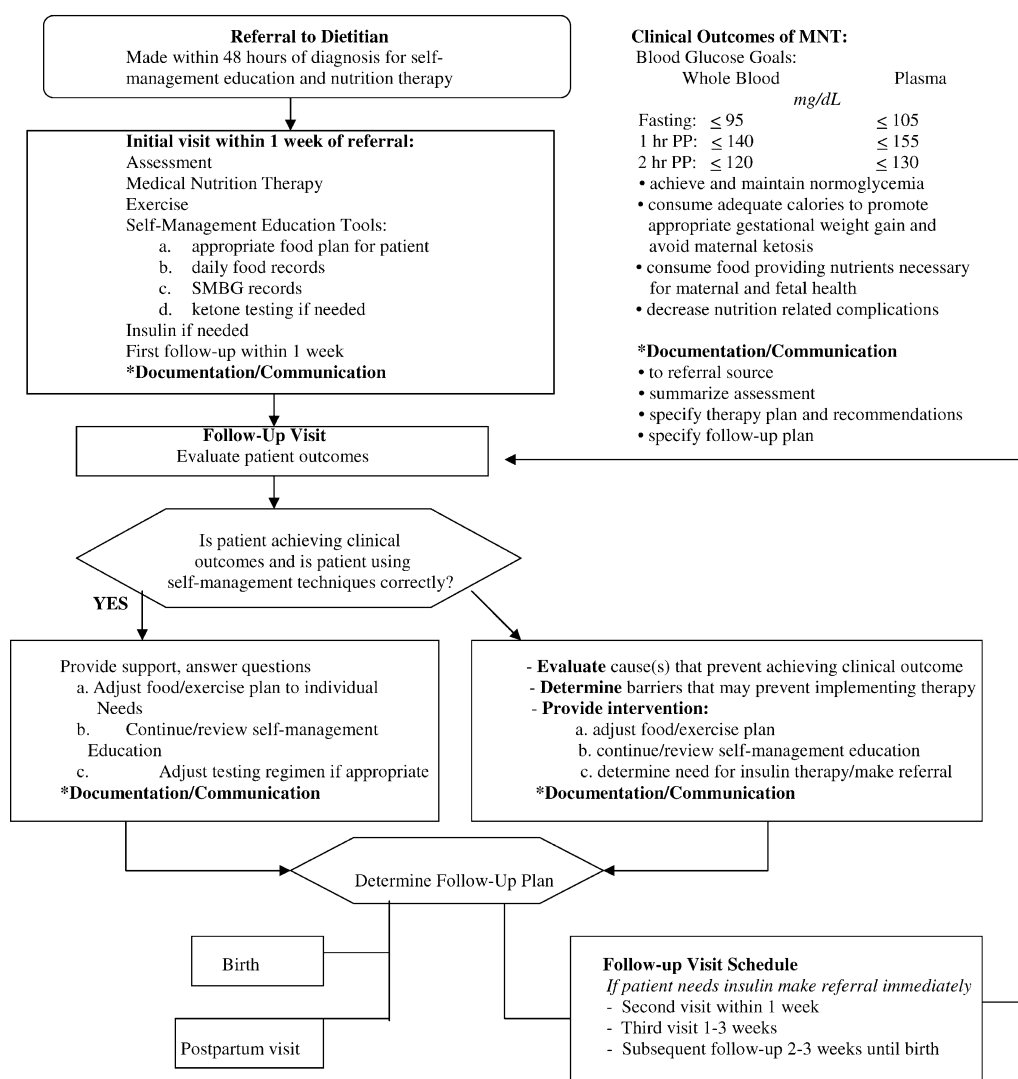 Referral to Dietitian
Made within 48 hours of diagnosis for self-
management education and nutrition therapy
Initial visit within 1 week of referral:
Assessment
Medical Nutrition Therapy
Exercise
Self-Management Education Tools:
a. appropriate food plan for patient
b. daily food records
c. SMBG records
d. ketone testing if needed
Insulin if needed
First follow-up within 1 week
*Documentation/Communication
Clinical Outcomes of MNT:
Blood Glucose Goals:
Whole Blood Plasma
mg/dL
Fasting: ≤ 95 ≤ 105
1 hr PP: ≤ 140 ≤ 155
2 hr PP: ≤ 120 ≤ 130
• achieve and maintain normoglycemia
• consume adequate calories to promote
appropriate gestational weight gain and
avoid maternal ketosis
• consume food providing nutrients necessary
for maternal and fetal health
• decrease nutrition related complications
*Documentation/Communication
• to referral source
• summarize assessment
• specify therapy plan and recommendations
• specify follow-up plan
Follow-Up Visit
Evaluate patient outcomes
Is patient achieving clinical
outcomes and is patient using
self-management techniques correctly?
YES
Provide support, answer questions
a. Adjust food/exercise plan to individual
Needs
b. Continue/review self-management
Education
c. Adjust testing regimen if appropriate
*Documentation/Communication
- Evaluate cause(s) that prevent achieving clinical outcome
- Determine barriers that may prevent implementing therapy
- Provide intervention:
a. adjust food/exercise plan
b. continue/review self-management education
c. determine need for insulin therapy/make referral
*Documentation/Communication
Determine Follow-Up Plan
Birth
Postpartum visit
Follow-up Visit Schedule
If patient needs insulin make referral immediately
- Second visit within 1 week
- Third visit 1-3 weeks
- Subsequent follow-up 2-3 weeks until birth